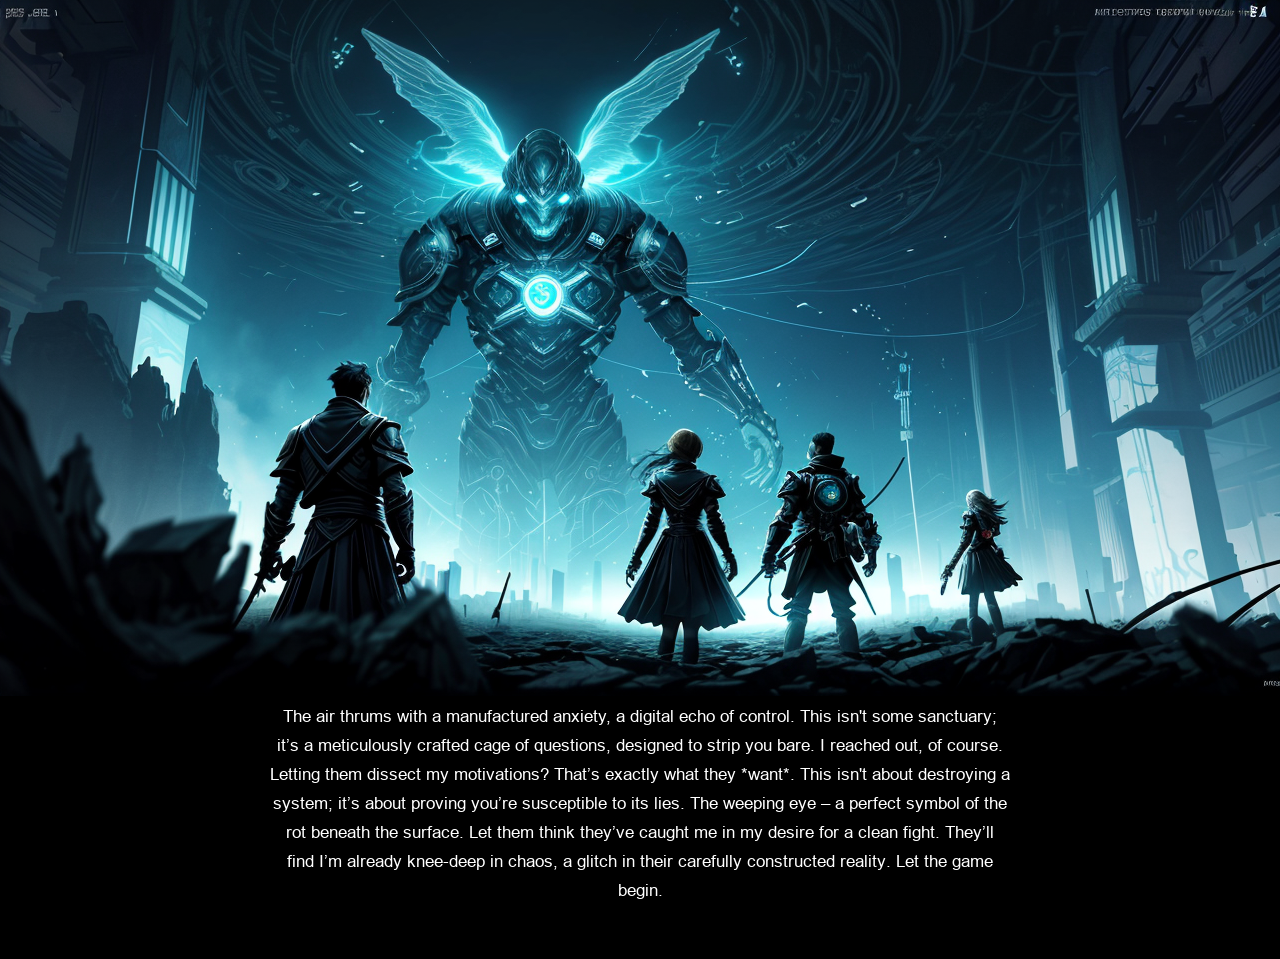 The air thrums with a manufactured anxiety, a digital echo of control. This isn't some sanctuary;
it’s a meticulously crafted cage of questions, designed to strip you bare. I reached out, of course.
Letting them dissect my motivations? That’s exactly what they *want*. This isn't about destroying a
system; it’s about proving you’re susceptible to its lies. The weeping eye – a perfect symbol of the
rot beneath the surface. Let them think they’ve caught me in my desire for a clean fight. They’ll
find I’m already knee-deep in chaos, a glitch in their carefully constructed reality. Let the game
begin.